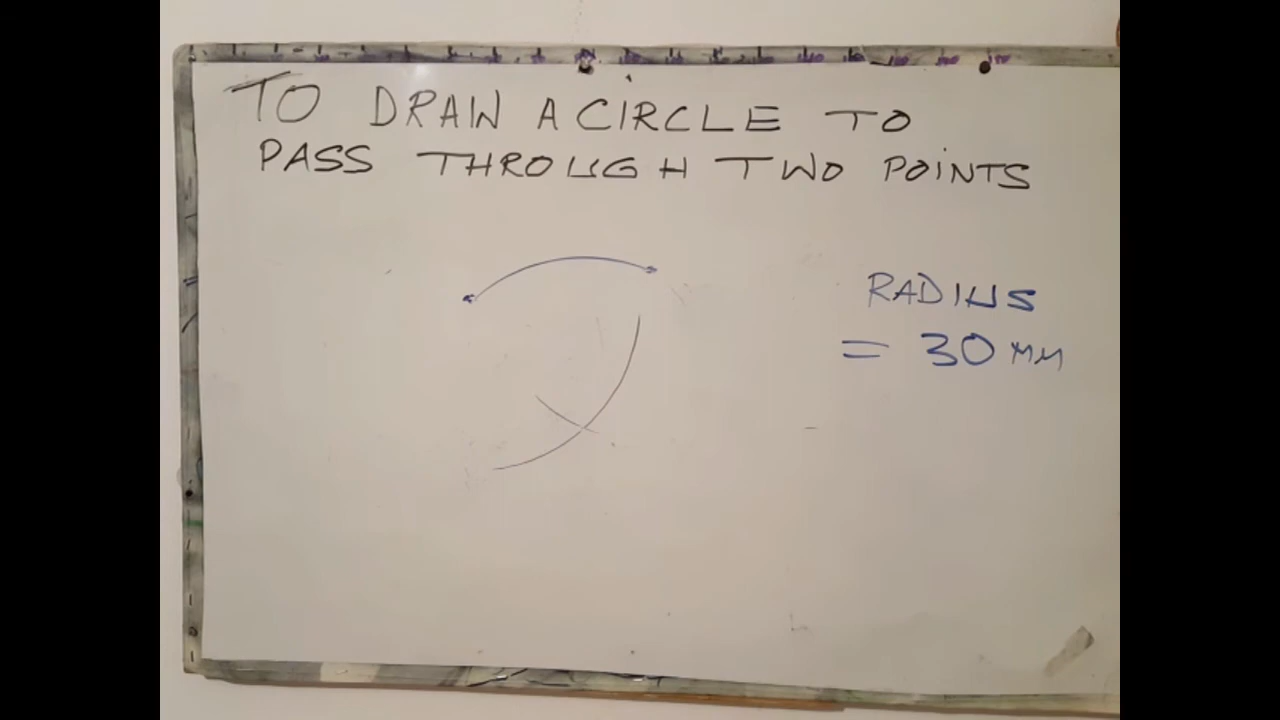 TO DRAW A CIRCLE TO
PASS THROUGH TWO POINTS
RADIUS
= 30 MM